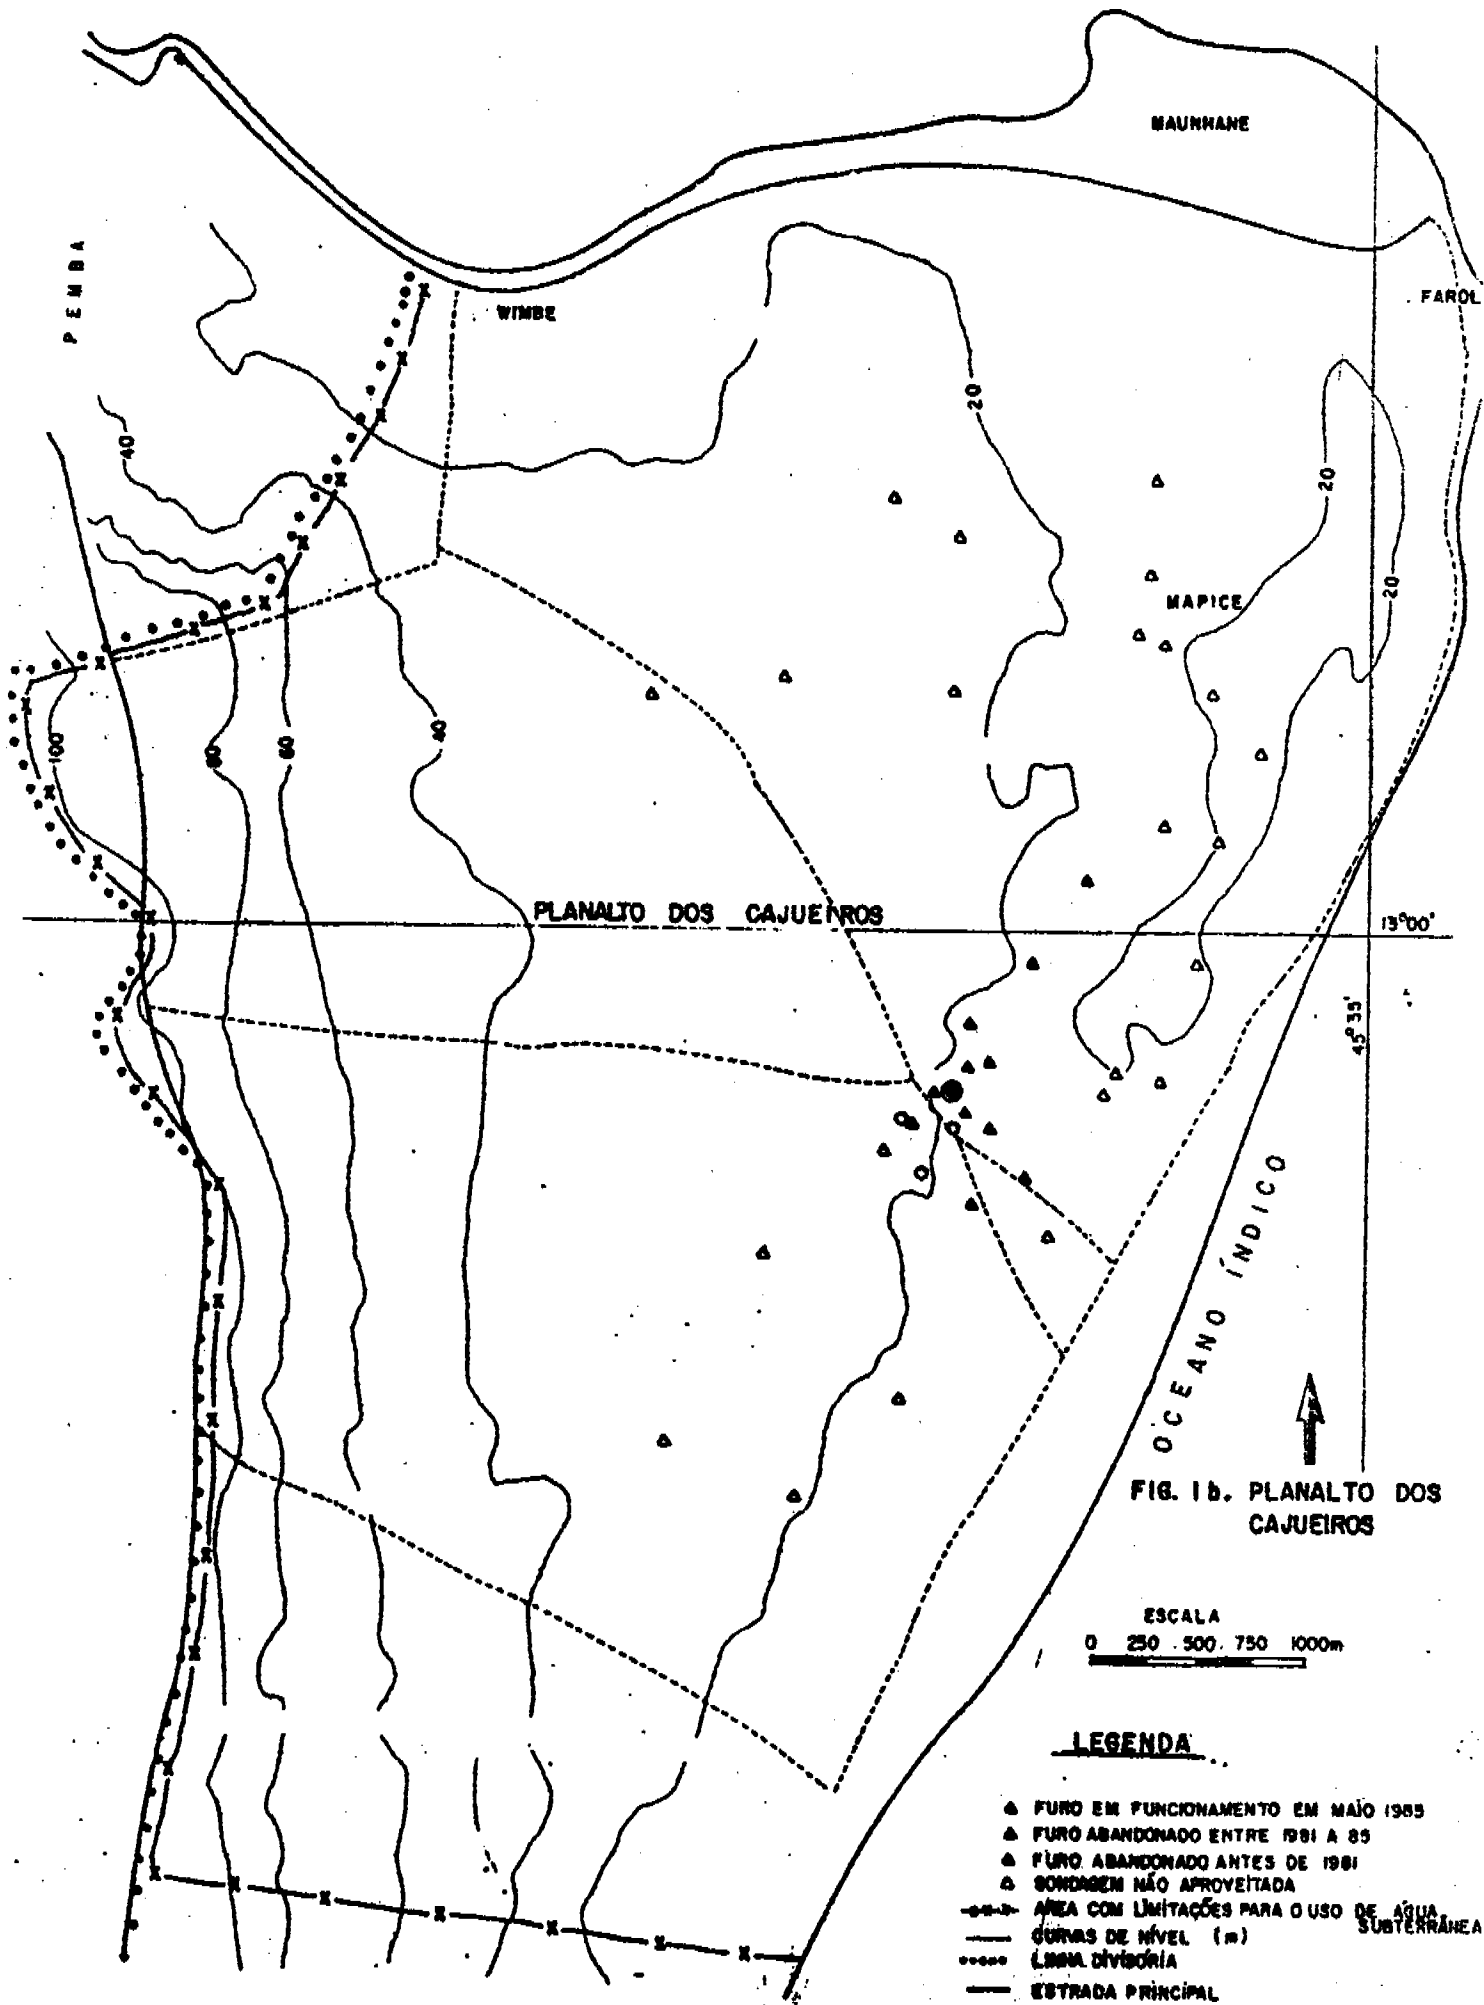 MAUNHANE
PEMBA
WIMBE
FAROL
20
40
20
20
MAPICE
100
80
60
40
PLANALTO DOS CAJUEIROS
13°00'
45°35'
OCEANO ÍNDICO
FIG. 1b. PLANALTO DOS
CAJUEIROS
ESCALA
0 250 500 750 1000m
LEGENDA
FURO EM FUNCIONAMENTO EM MAIO 1985
FURO ABANDONADO ENTRE 1981 A 85
FURO ABANDONADO ANTES DE 1981
SONDAGEM NÃO APROVEITADA
AREA COM LIMITAÇÕES PARA O USO DE ÁGUA
SUBTERRÂNEA
CURVAS DE NÍVEL (m)
LINHA DIVISÓRIA
ESTRADA PRINCIPAL